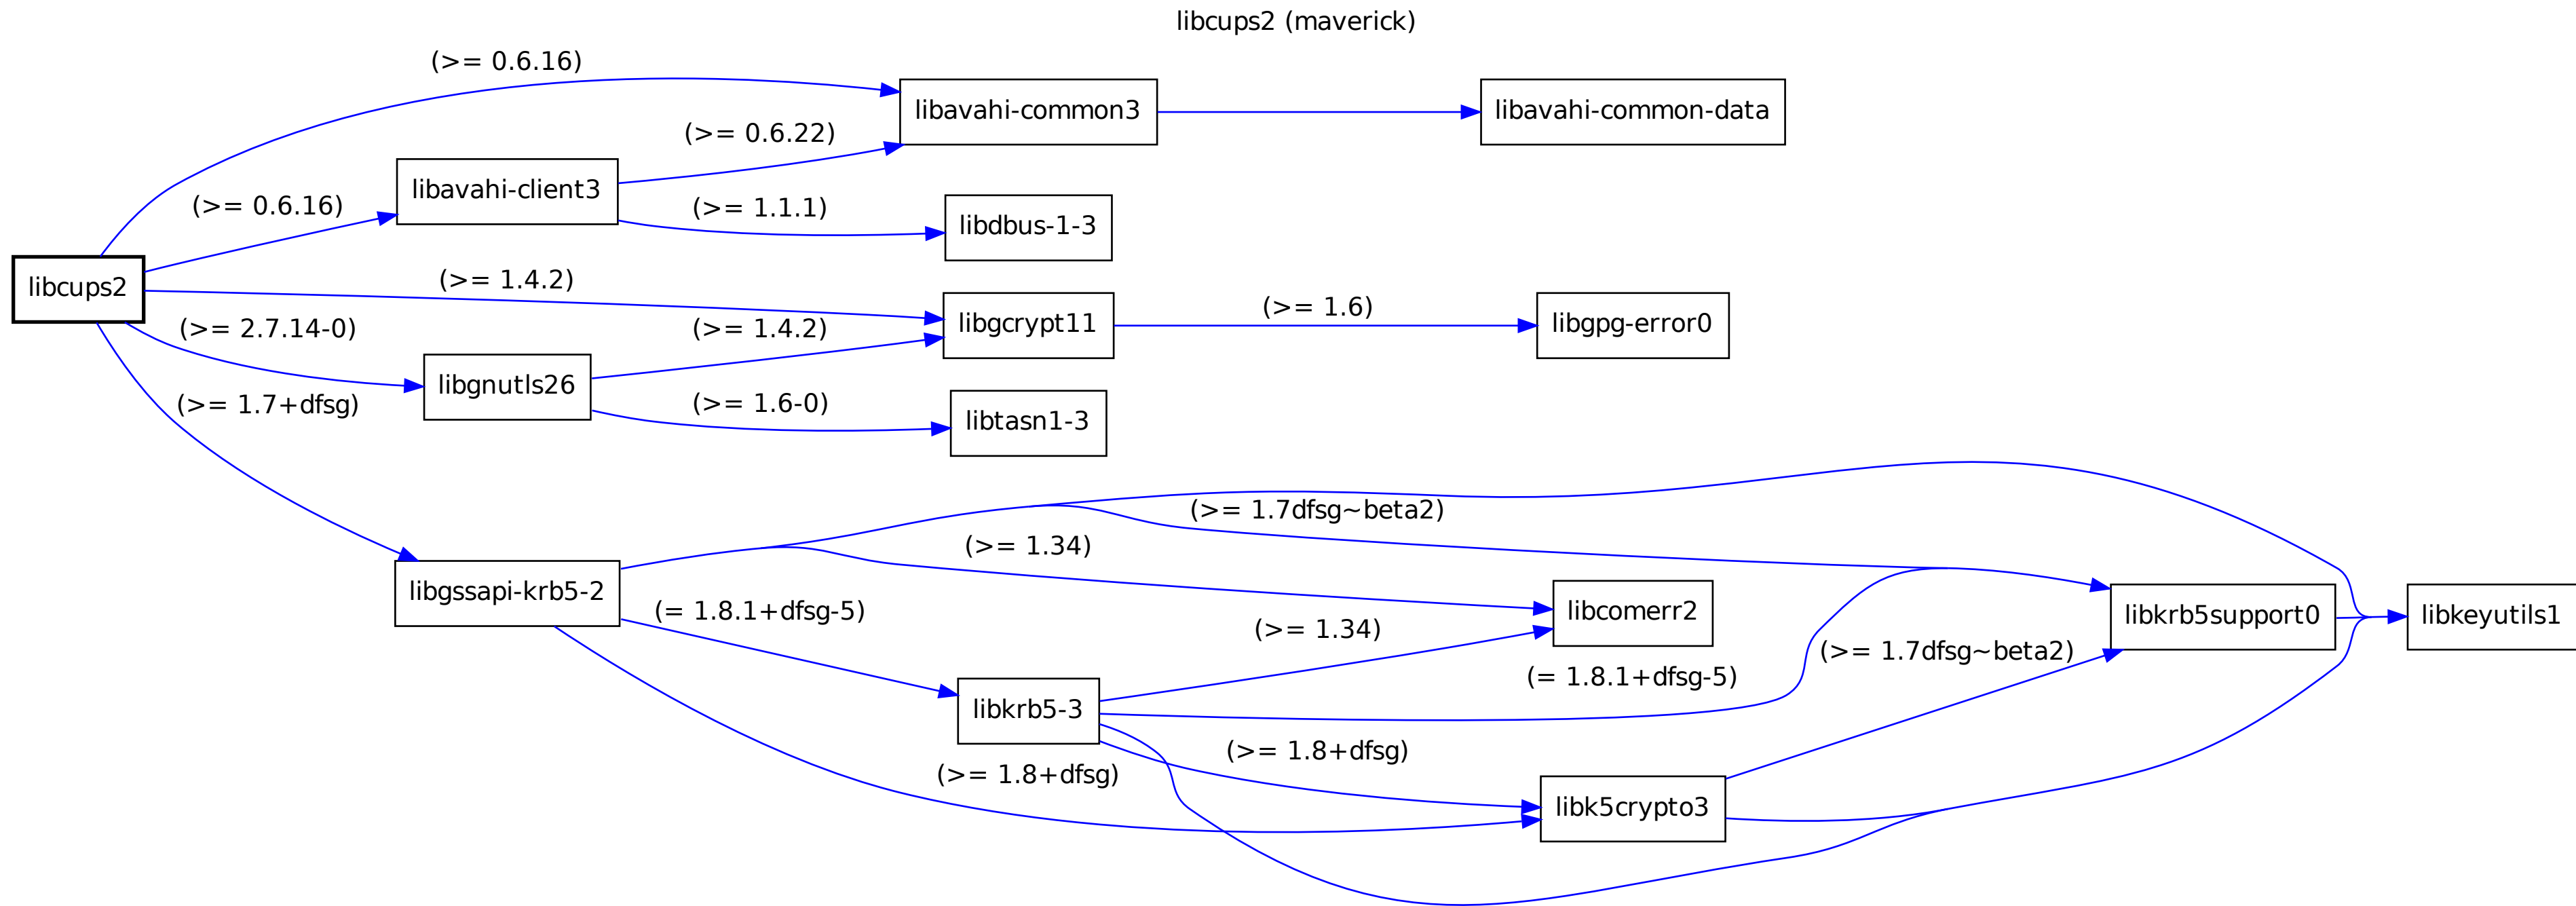 libcups2 (maverick)
(>= 0.6.16)
libavahi-common3
libavahi-common-data
(>= 0.6.22)
libavahi-client3
(>= 0.6.16)
(>= 1.1.1)
libdbus-1-3
libcups2
(>= 1.4.2)
libgcrypt11
(>= 1.6)
libgpg-error0
(>= 2.7.14-0)
(>= 1.4.2)
libgnutls26
(>= 1.7+dfsg)
(>= 1.6-0)
libtasn1-3
(>= 1.7dfsg~beta2)
(>= 1.34)
libgssapi-krb5-2
(= 1.8.1+dfsg-5)
libcomerr2
libkrb5support0
libkeyutils1
(>= 1.34)
(>= 1.7dfsg~beta2)
(= 1.8.1+dfsg-5)
libkrb5-3
(>= 1.8+dfsg)
(>= 1.8+dfsg)
libk5crypto3